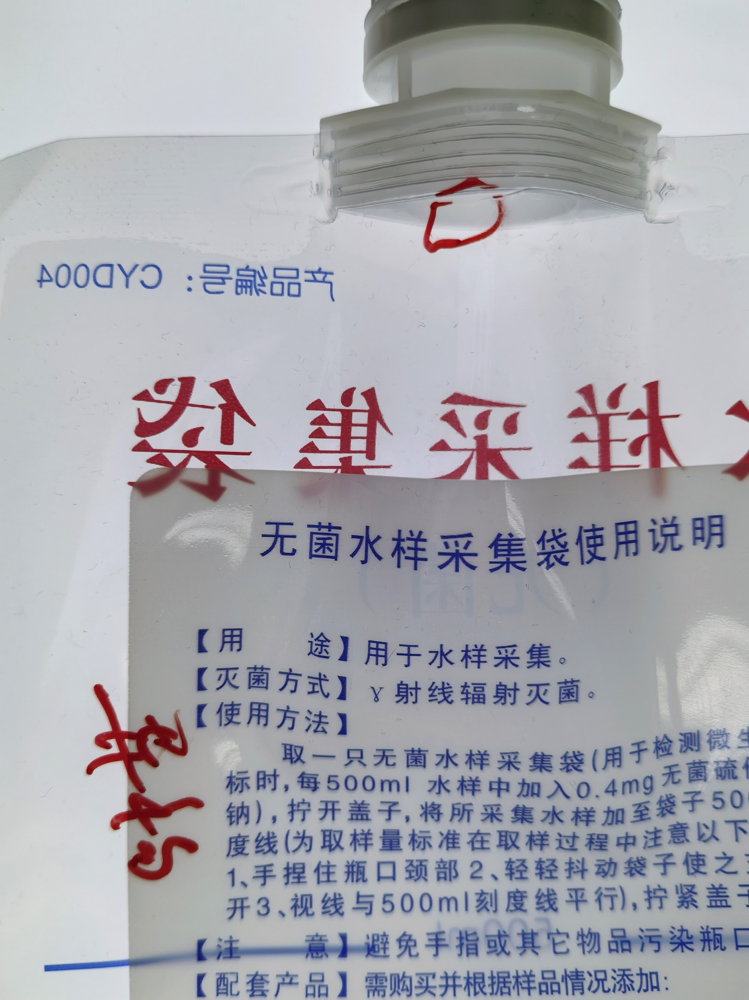 产品编号：CYD004
水样采集袋
无菌水样采集袋使用说明
（无菌）
【用　　途】用于水样采集。
【灭菌方式】γ射线辐射灭菌。
【使用方法】
取一只无菌水样采集袋(用于检测微生
标时,每500ml 水样中加入0.4mg无菌硫代
钠),拧开盖子,将所采集水样加至袋子500
度线(为取样量标准在取样过程中注意以下
1、手捏住瓶口颈部2、轻轻抖动袋子使之充
开3、视线与500ml刻度线平行),拧紧盖子
500ml
【注　　意】避免手指或其它物品污染瓶口
【配套产品】需购买并根据样品情况添加: